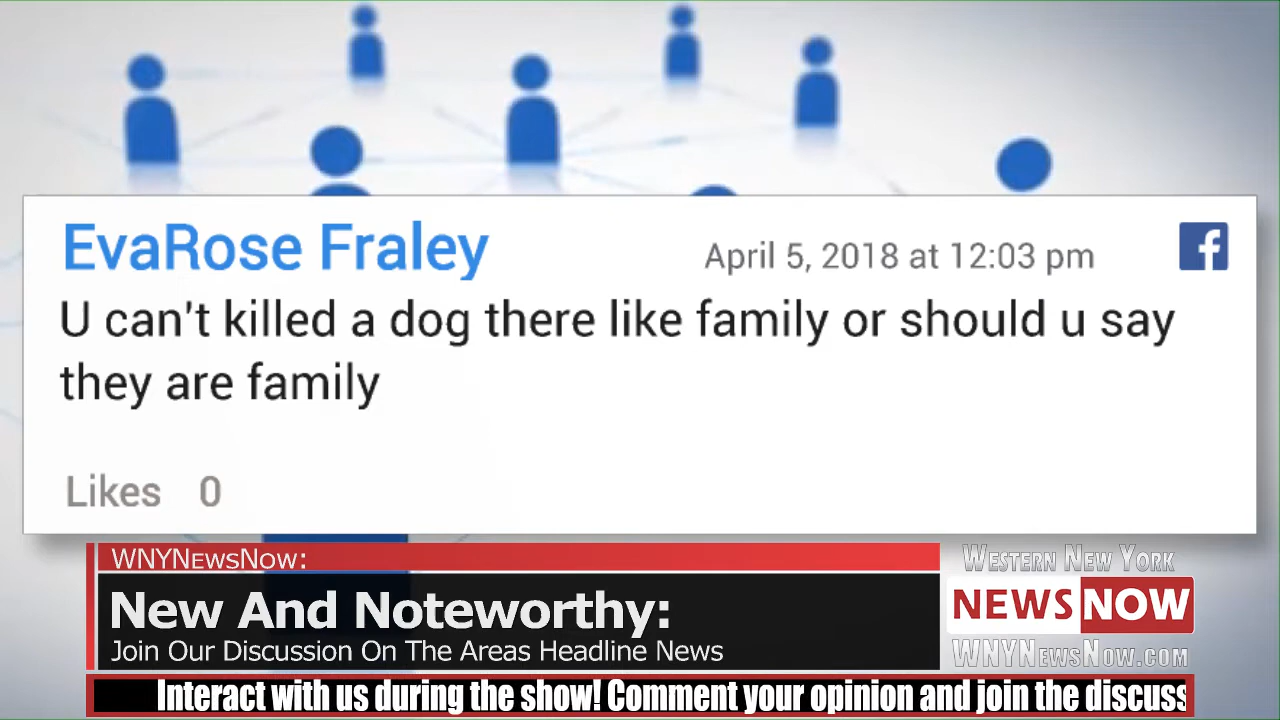 EvaRose Fraley
April 5, 2018 at 12:03 pm
f
U can't killed a dog there like family or should u say
they are family
Likes 0
WNYNewsNow:
New And Noteworthy:
Join Our Discussion On The Areas Headline News
Western New York
NEWS NOW
WNYNewsNow.com
Interact with us during the show! Comment your opinion and join the discuss